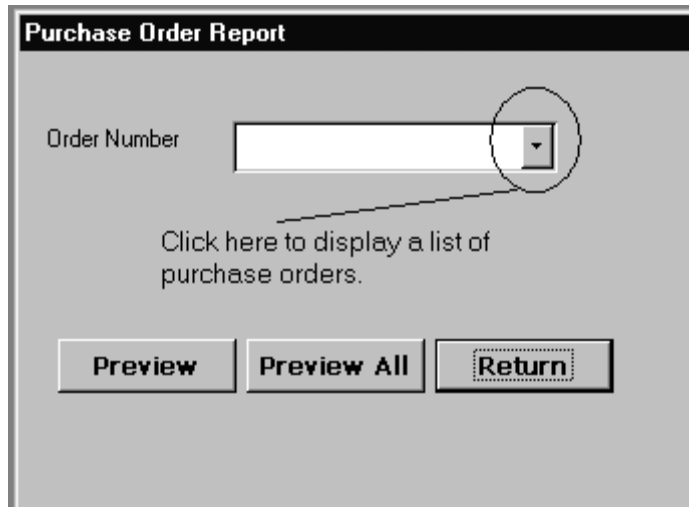 Purchase Order Report
Order Number
Click here to display a list of
purchase orders.
Preview Preview All Return